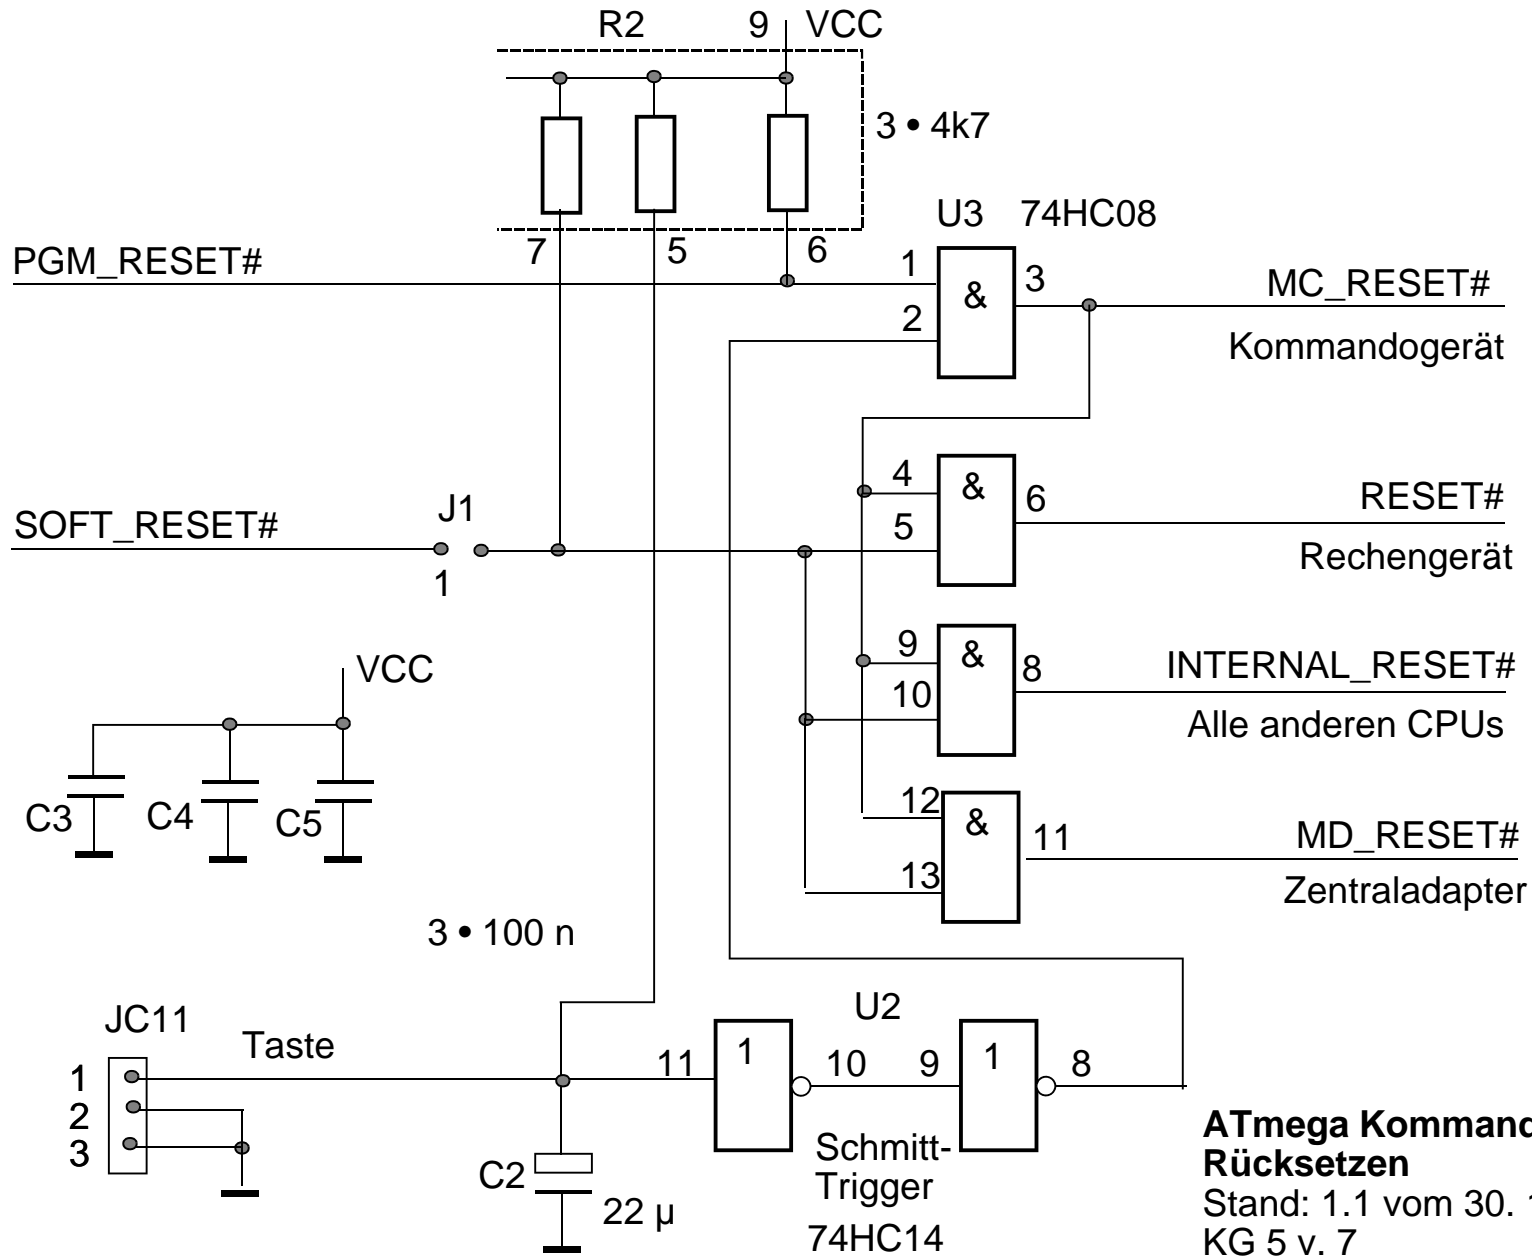 R2 9 VCC
3 • 4k7
U3 74HC08
7 5 6
PGM_RESET#
1
&
3
MC_RESET#
2
Kommandogerät
4
&
6
RESET#
J1
SOFT_RESET#
5
Rechengerät
1
9
&
8
INTERNAL_RESET#
VCC
10
Alle anderen CPUs
12
&
11
MD_RESET#
C3 C4 C5
13
Zentraladapter
3 • 100 n
JC11
U2
Taste
1
11
1
10
9
1
8
2
3
C2
22 µ
Schmitt-
Trigger
74HC14
ATmega Kommand
Rücksetzen
Stand: 1.1 vom 30.
KG 5 v. 7